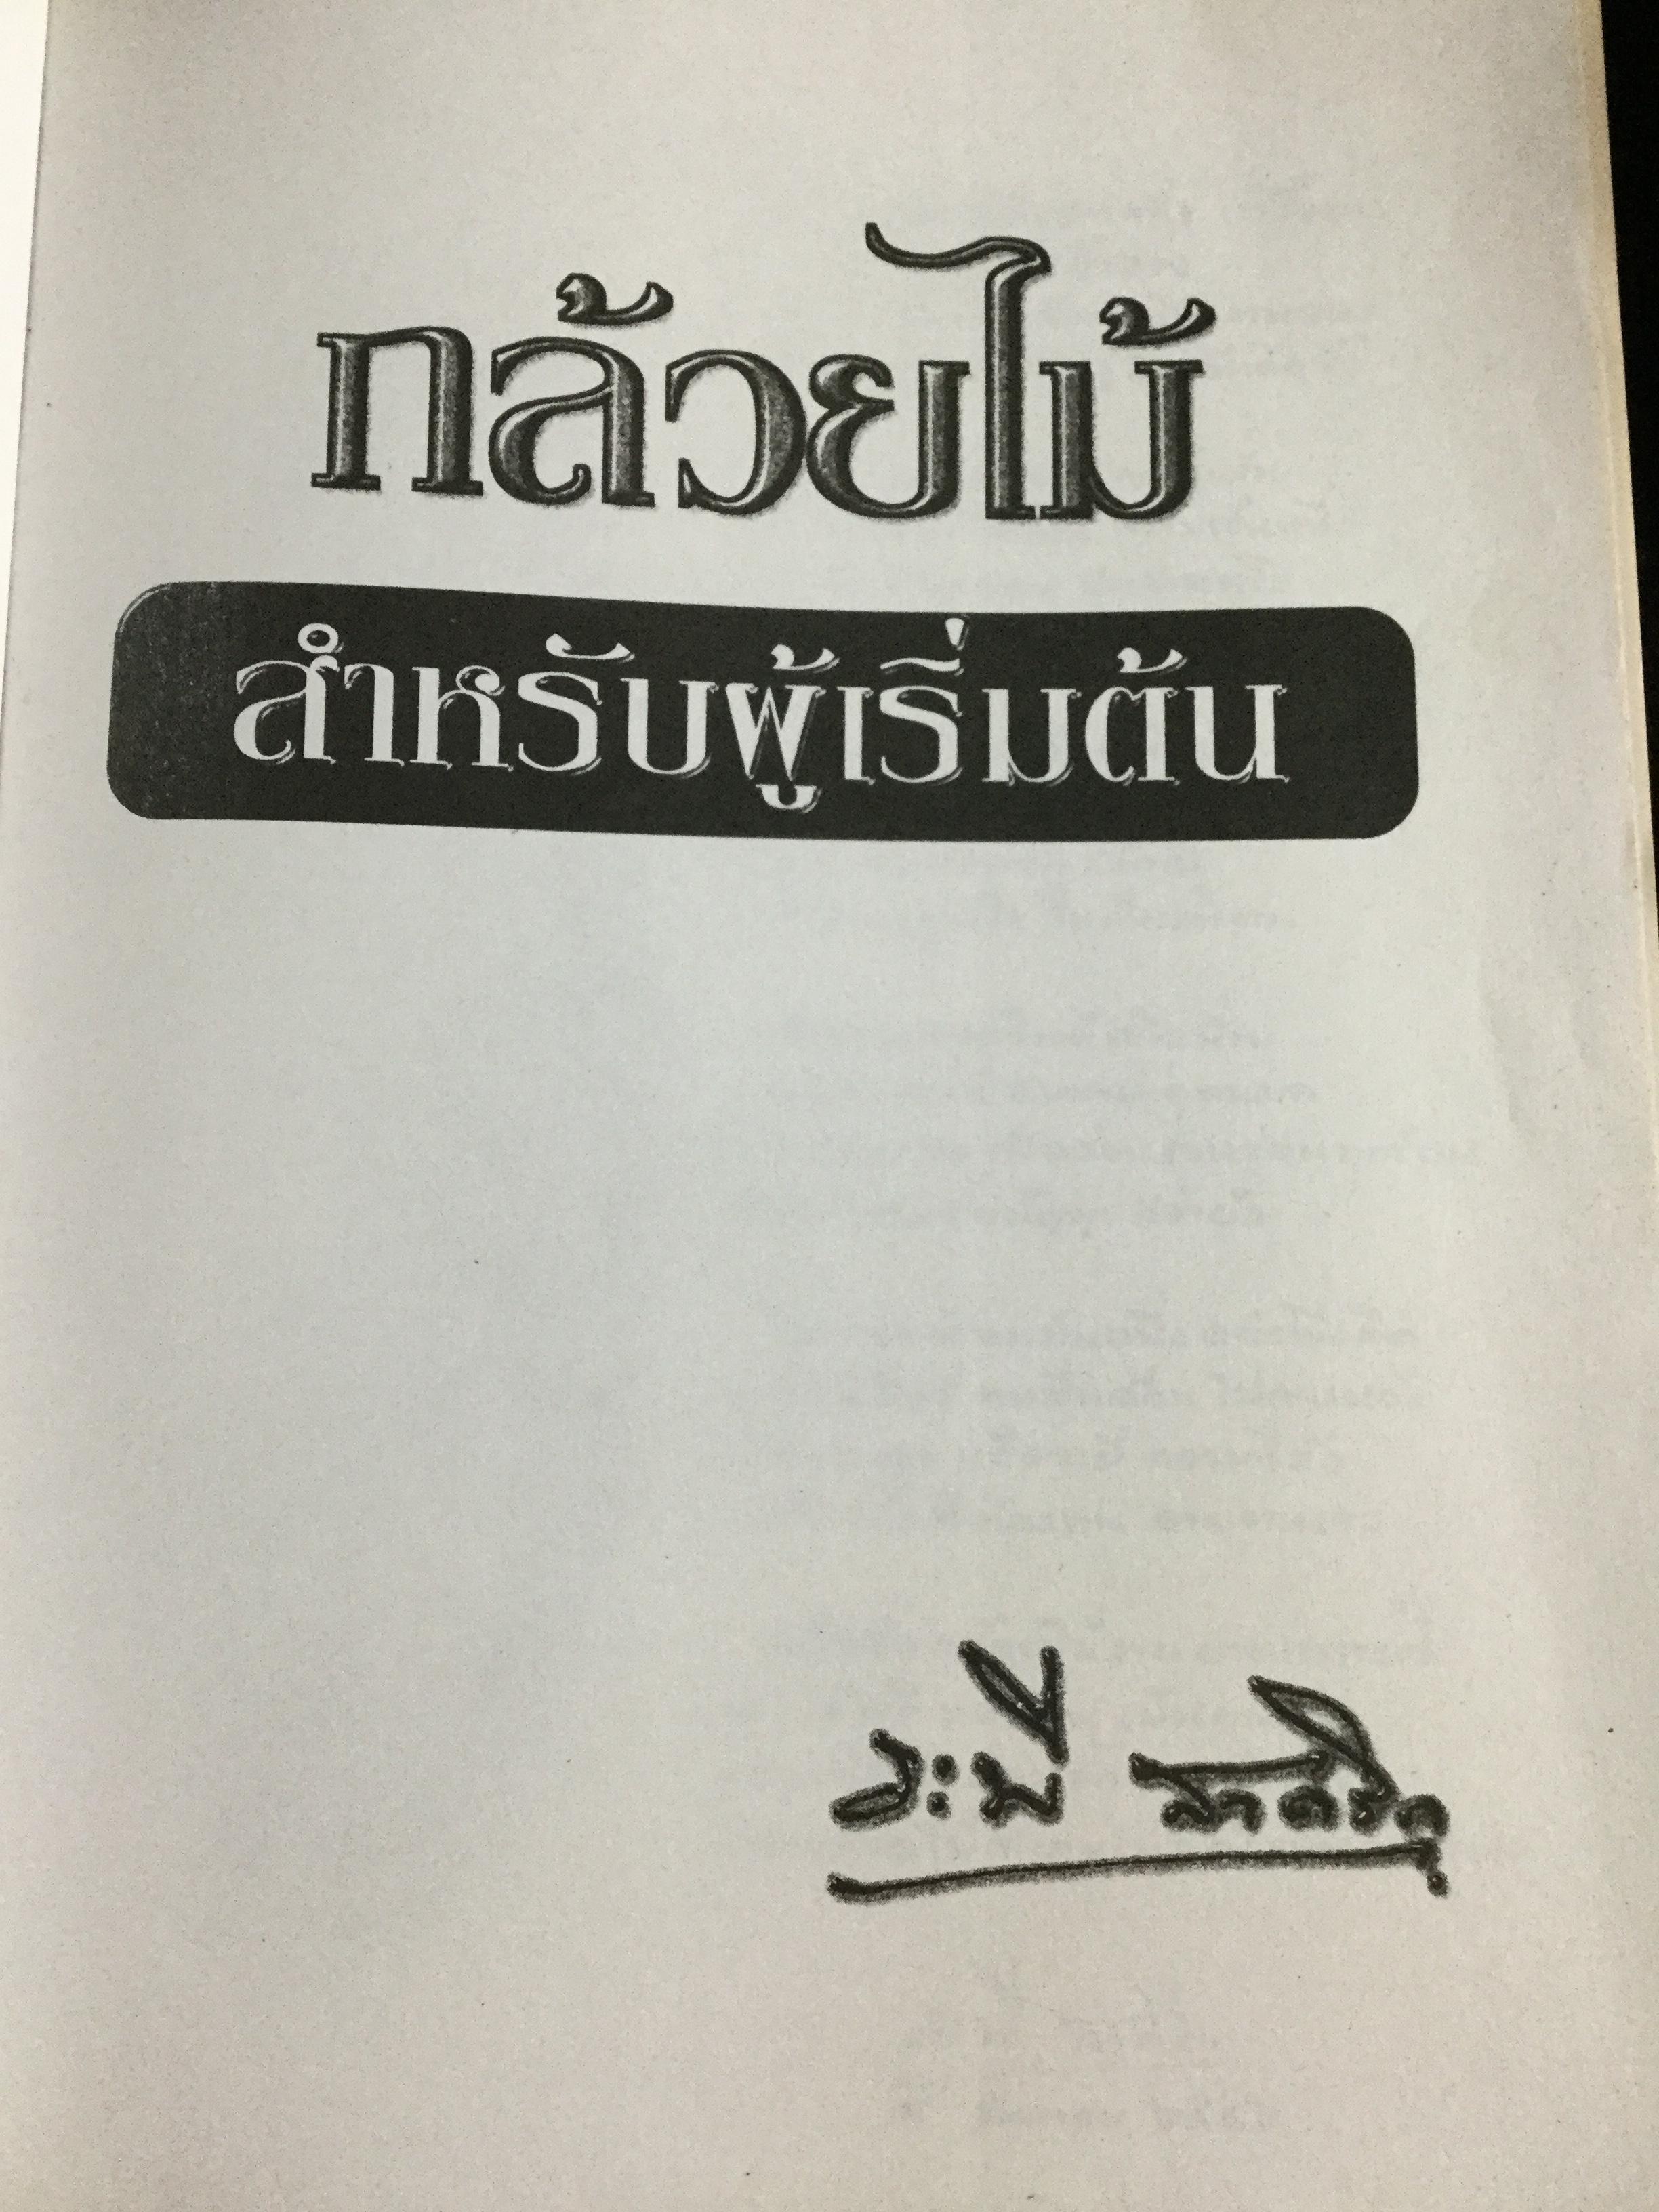 กล้วยไม้
สำหรับผู้เริ่มต้น
ระพี สาคริก